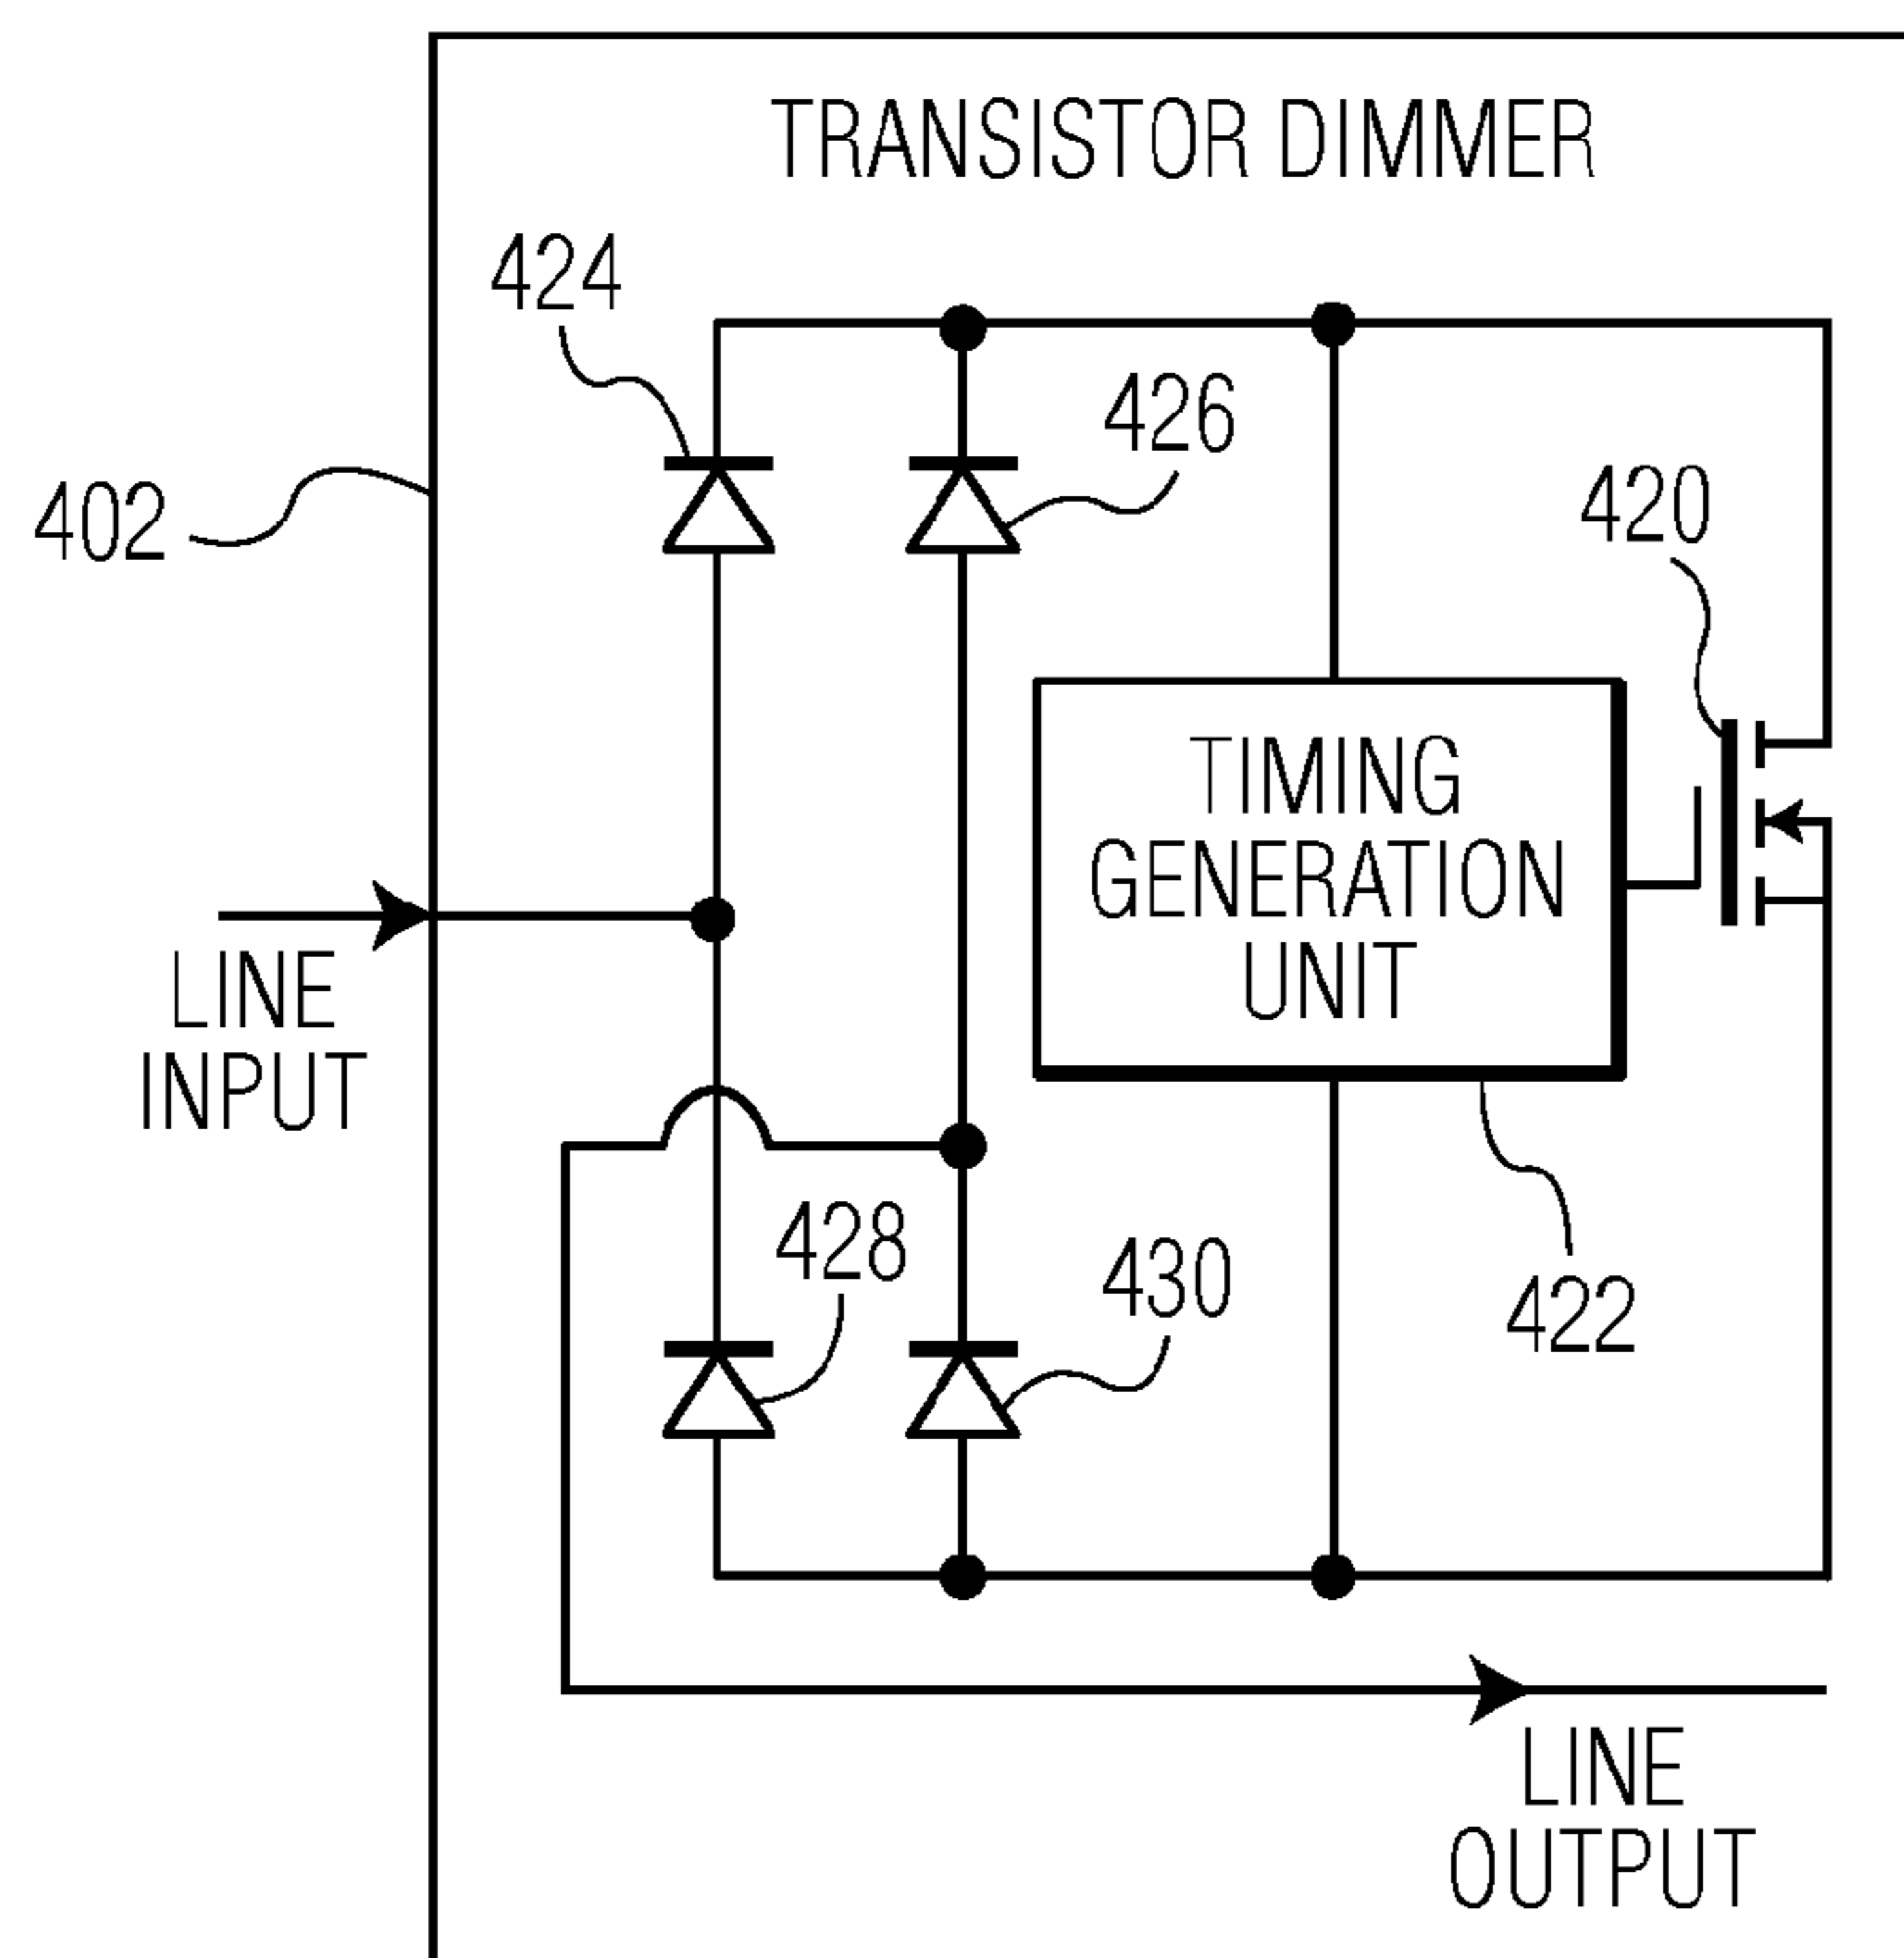 TRANSISTOR DIMMER
424
426
420
402
TIMING
GENERATION
UNIT
LINE
INPUT
428
430
422
LINE
OUTPUT